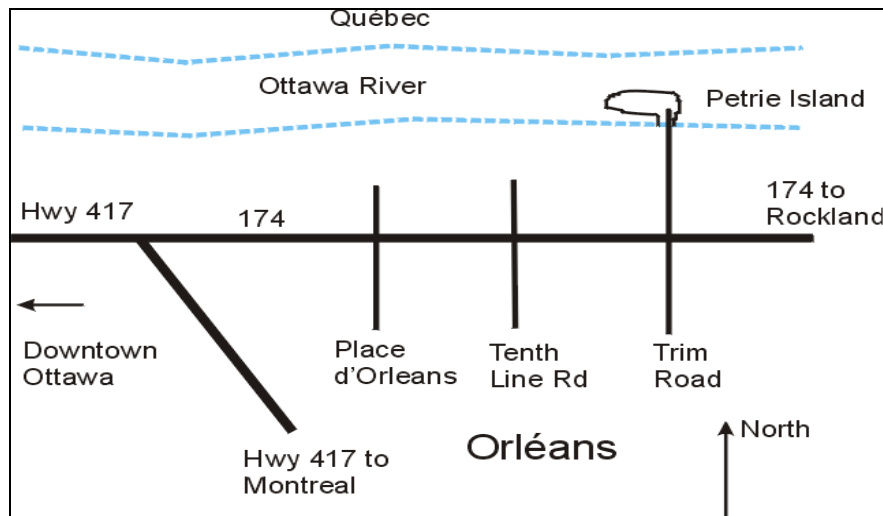 Québec
Ottawa River
Petrie Island
Hwy 417
174
174 to
Rockland
Downtown
Ottawa
Place
d'Orleans
Tenth
Line Rd
Trim
Road
Hwy 417 to
Montreal
Orléans
North